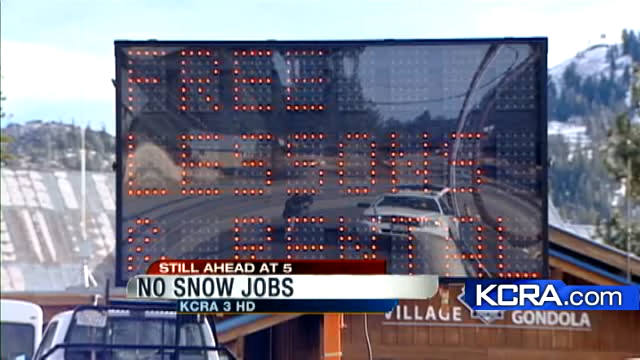 FREE
LESSONS
& RENTAL
STILL AHEAD AT 5
NO SNOW JOBS
KCRA 3 HD
KCRA.com
VILLAGE GONDOLA